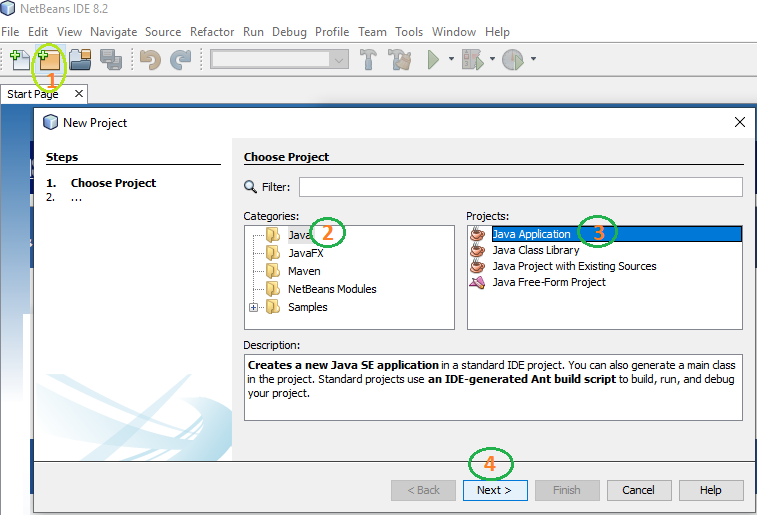 NetBeans IDE 8.2
File Edit View Navigate Source Refactor Run Debug Profile Team Tools Window Help
1
Start Page
New Project
Steps
1. Choose Project
2. ...
Choose Project
Filter:
Categories:
Java 2
JavaFX
Maven
NetBeans Modules
Samples
Projects:
Java Application 3
Java Class Library
Java Project with Existing Sources
Java Free-Form Project
Description:
Creates a new Java SE application in a standard IDE project. You can also generate a main class
in the project. Standard projects use an IDE-generated Ant build script to build, run, and debug
your project.
4
< Back Next > Finish Cancel Help